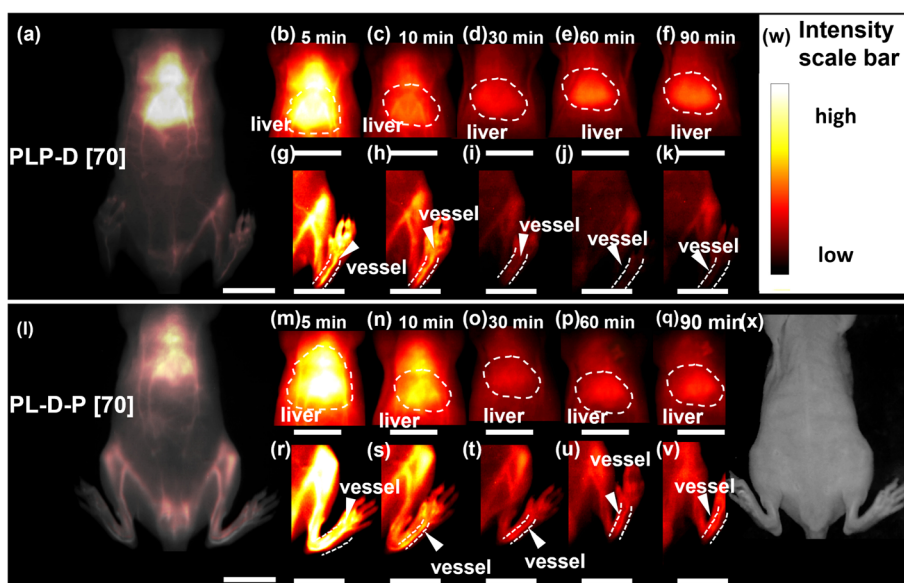 (a)
PLP-D [70]
(b) 5 min
(c) 10 min
(d) 30 min
(e) 60 min
(f) 90 min
liver
liver
liver
liver
liver
(g)
(h)
(i)
(j)
(k)
vessel
vessel
vessel
vessel
vessel
(w) Intensity
scale bar
high
low
(l)
PL-D-P [70]
(m) 5 min
(n) 10 min
(o) 30 min
(p) 60 min
(q) 90 min
(x)
liver
liver
liver
liver
liver
(r)
(s)
(t)
(u)
(v)
vessel
vessel
vessel
vessel
vessel